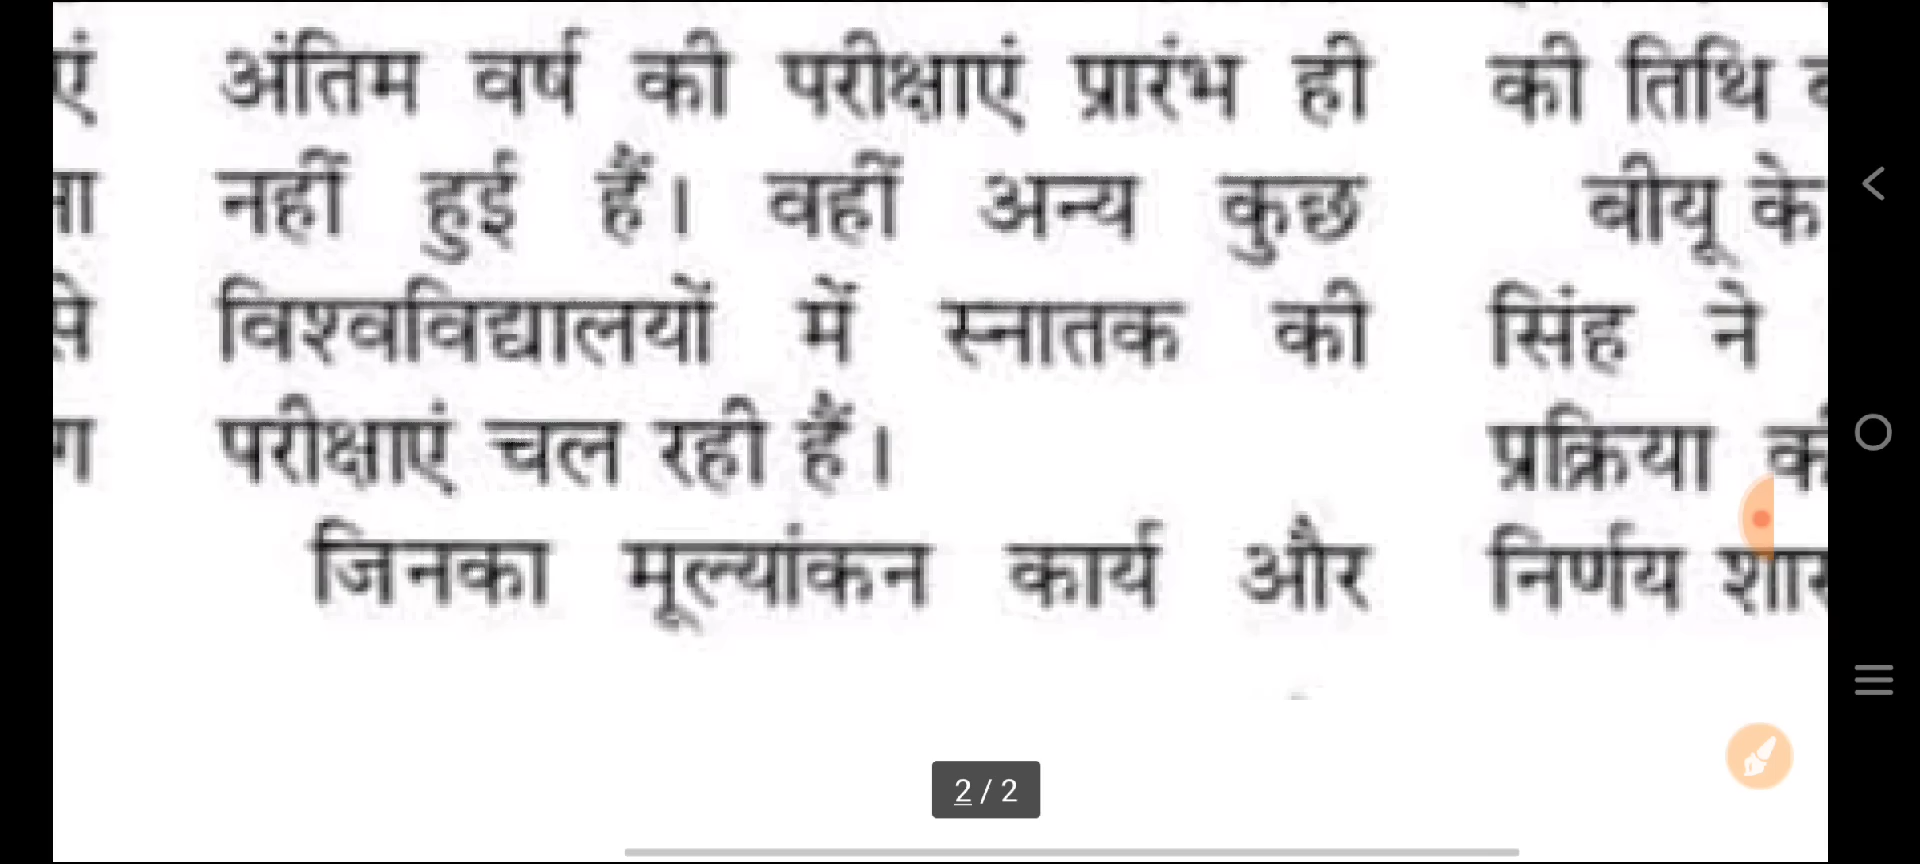 अंतिम वर्ष की परीक्षाएं प्रारंभ ही
नहीं हुई हैं। वहीं अन्य कुछ
विश्वविद्यालयों में स्नातक की
परीक्षाएं चल रही हैं।
जिनका मूल्यांकन कार्य और
की तिथि
बीयू के
सिंह ने
प्रक्रिया
निर्णय
2 / 2